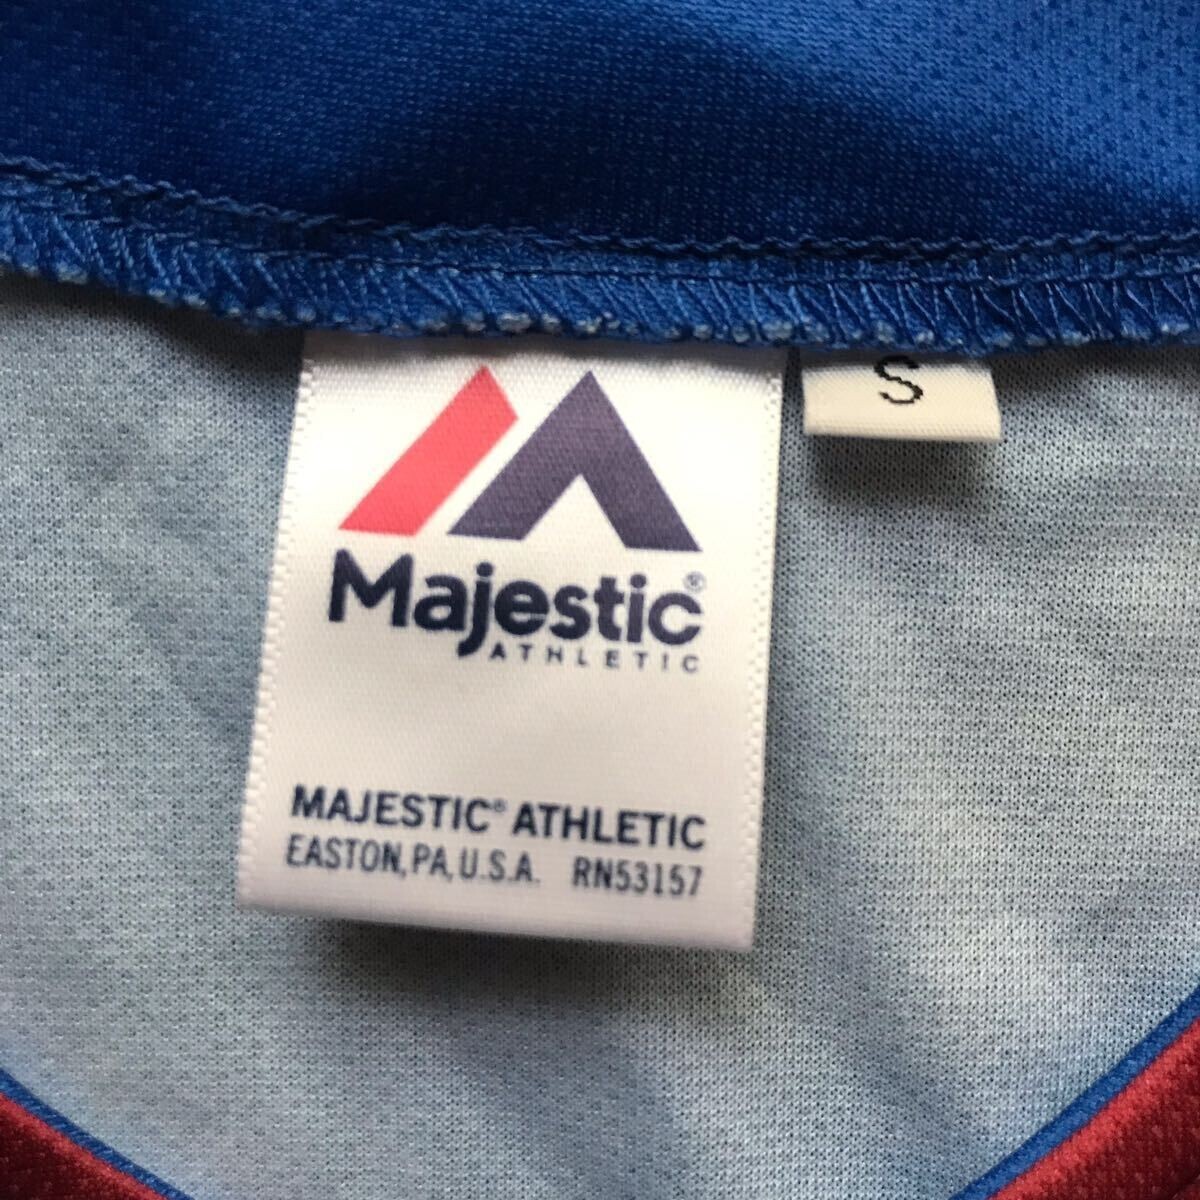 S
Majestic®
ATHLETIC
MAJESTIC® ATHLETIC
EASTON, PA, U.S.A. RN53157